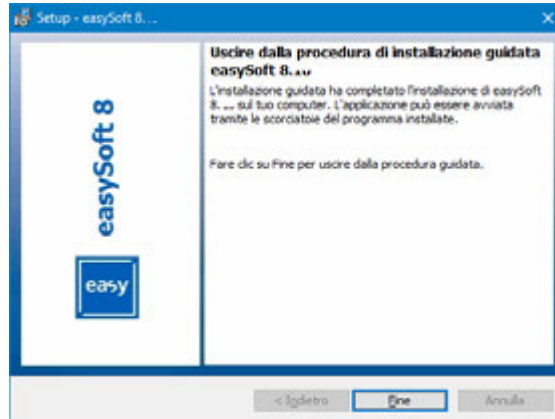 Setup - easySoft 8....
Uscire dalla procedura di installazione guidata
easySoft 8.
L'installazione guidata ha completato l'installazione di easySoft
8. ... sul tuo computer. L'applicazione può essere avviata
tramite le scorciatoie del programma installate.
Fare clic su Fine per uscire dalla procedura guidata.
easySoft 8
easy
< Indietro
Fine
Annulla